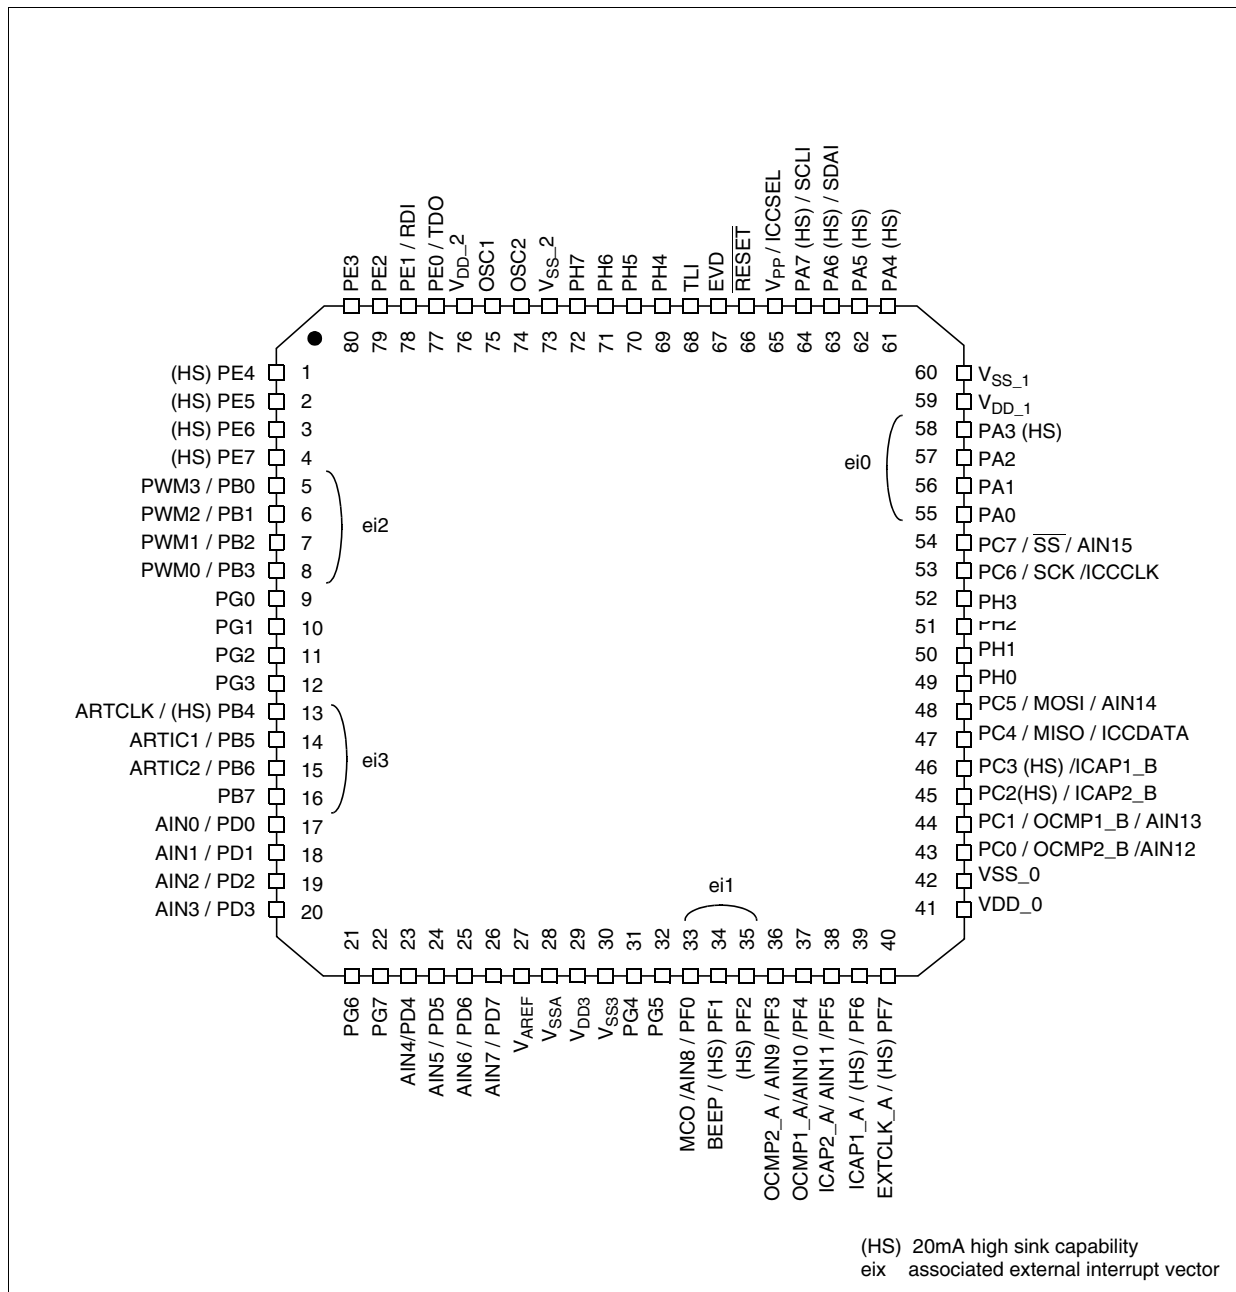 PE3
PE2
PE1 / RDI
PE0 / TDO
VDD_2
OSC1
OSC2
VSS_2
PH7
PH6
PH5
PH4
TLI
EVD
RESET
VPP / ICCSEL
PA7 (HS) / SCLI
PA6 (HS) / SDAI
PA5 (HS)
PA4 (HS)
80 79 78 77 76 75 74 73 72 71 70 69 68 67 66 65 64 63 62 61
(HS) PE4 1
(HS) PE5 2
(HS) PE6 3
(HS) PE7 4
PWM3 / PB0 5
PWM2 / PB1 6
ei2
PWM1 / PB2 7
PWM0 / PB3 8
PG0 9
PG1 10
PG2 11
PG3 12
ARTCLK / (HS) PB4 13
ARTIC1 / PB5 14
ei3
ARTIC2 / PB6 15
PB7 16
AIN0 / PD0 17
AIN1 / PD1 18
AIN2 / PD2 19
AIN3 / PD3 20
60 VSS_1
59 VDD_1
58 PA3 (HS)
ei0
57 PA2
56 PA1
55 PA0
54 PC7 / SS / AIN15
53 PC6 / SCK /ICCCLK
52 PH3
51 PH2
50 PH1
49 PH0
48 PC5 / MOSI / AIN14
47 PC4 / MISO / ICCDATA
46 PC3 (HS) /ICAP1_B
45 PC2(HS) / ICAP2_B
44 PC1 / OCMP1_B / AIN13
43 PC0 / OCMP2_B /AIN12
42 VSS_0
41 VDD_0
ei1
21 22 23 24 25 26 27 28 29 30 31 32 33 34 35 36 37 38 39 40
PG6
PG7
AIN4/PD4
AIN5 / PD5
AIN6 / PD6
AIN7 / PD7
VAREF
VSSA
VDD3
VSS3
PG4
PG5
MCO /AIN8 / PF0
BEEP / (HS) PF1
(HS) PF2
OCMP2_A / AIN9 /PF3
OCMP1_A/AIN10 /PF4
ICAP2_A/ AIN11 /PF5
ICAP1_A / (HS) / PF6
EXTCLK_A / (HS) PF7
(HS) 20mA high sink capability
eix associated external interrupt vector